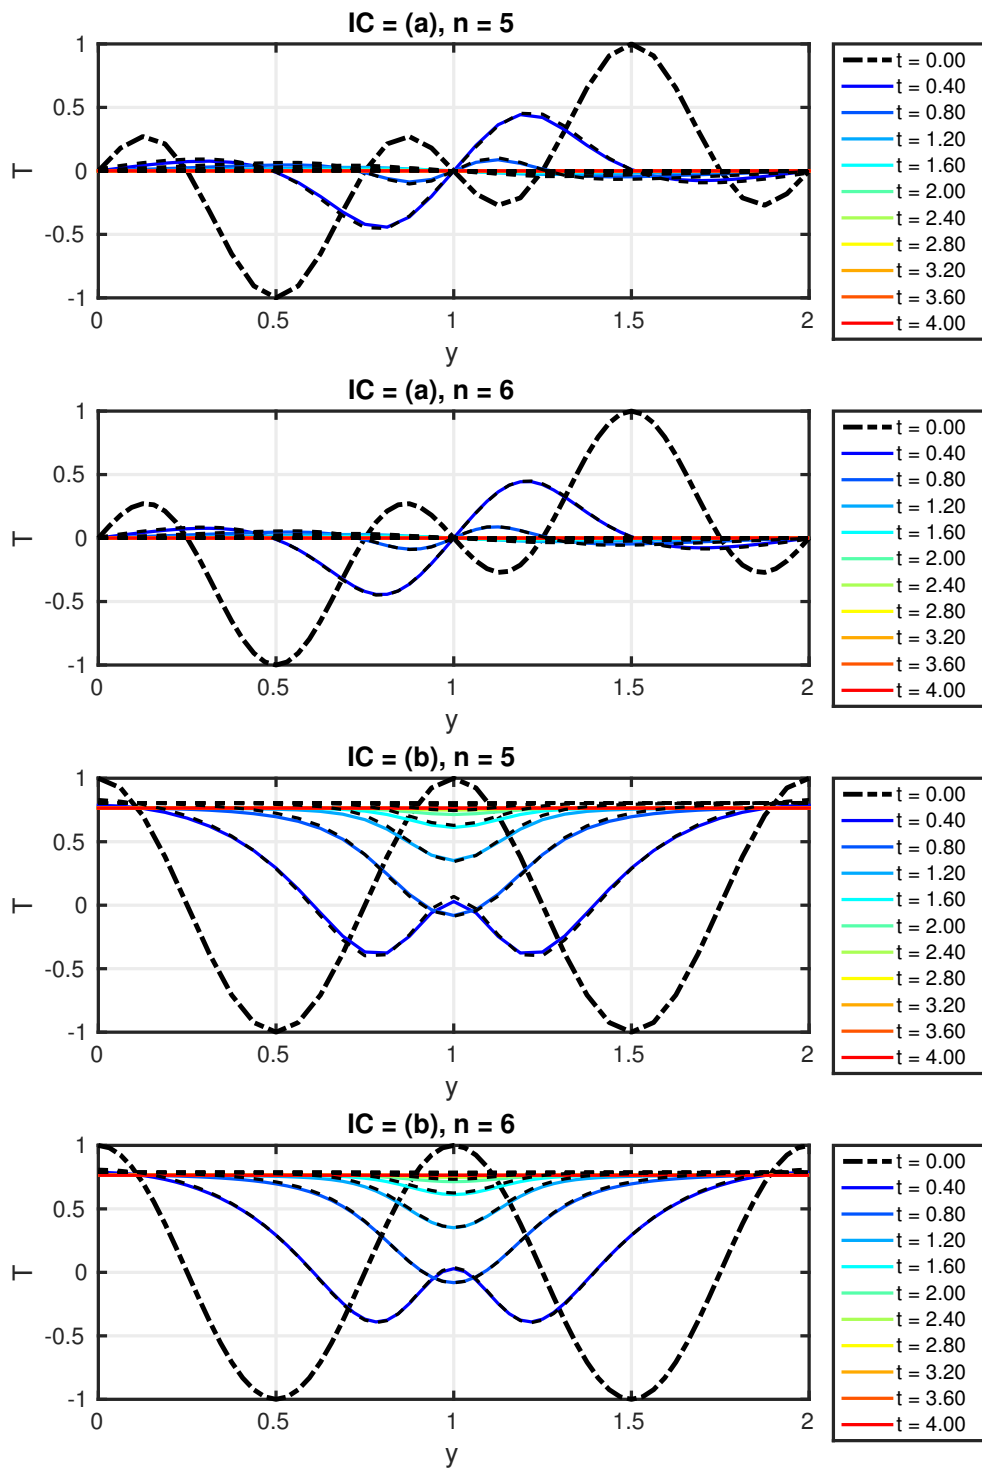 IC = (a), n = 5
1
0.5
0
-0.5
-1
T
0
0.5
1
1.5
2
y
t = 0.00
t = 0.40
t = 0.80
t = 1.20
t = 1.60
t = 2.00
t = 2.40
t = 2.80
t = 3.20
t = 3.60
t = 4.00
IC = (a), n = 6
1
0.5
0
-0.5
-1
T
0
0.5
1
1.5
2
y
t = 0.00
t = 0.40
t = 0.80
t = 1.20
t = 1.60
t = 2.00
t = 2.40
t = 2.80
t = 3.20
t = 3.60
t = 4.00
IC = (b), n = 5
1
0.5
0
-0.5
-1
T
0
0.5
1
1.5
2
y
t = 0.00
t = 0.40
t = 0.80
t = 1.20
t = 1.60
t = 2.00
t = 2.40
t = 2.80
t = 3.20
t = 3.60
t = 4.00
IC = (b), n = 6
1
0.5
0
-0.5
-1
T
0
0.5
1
1.5
2
y
t = 0.00
t = 0.40
t = 0.80
t = 1.20
t = 1.60
t = 2.00
t = 2.40
t = 2.80
t = 3.20
t = 3.60
t = 4.00